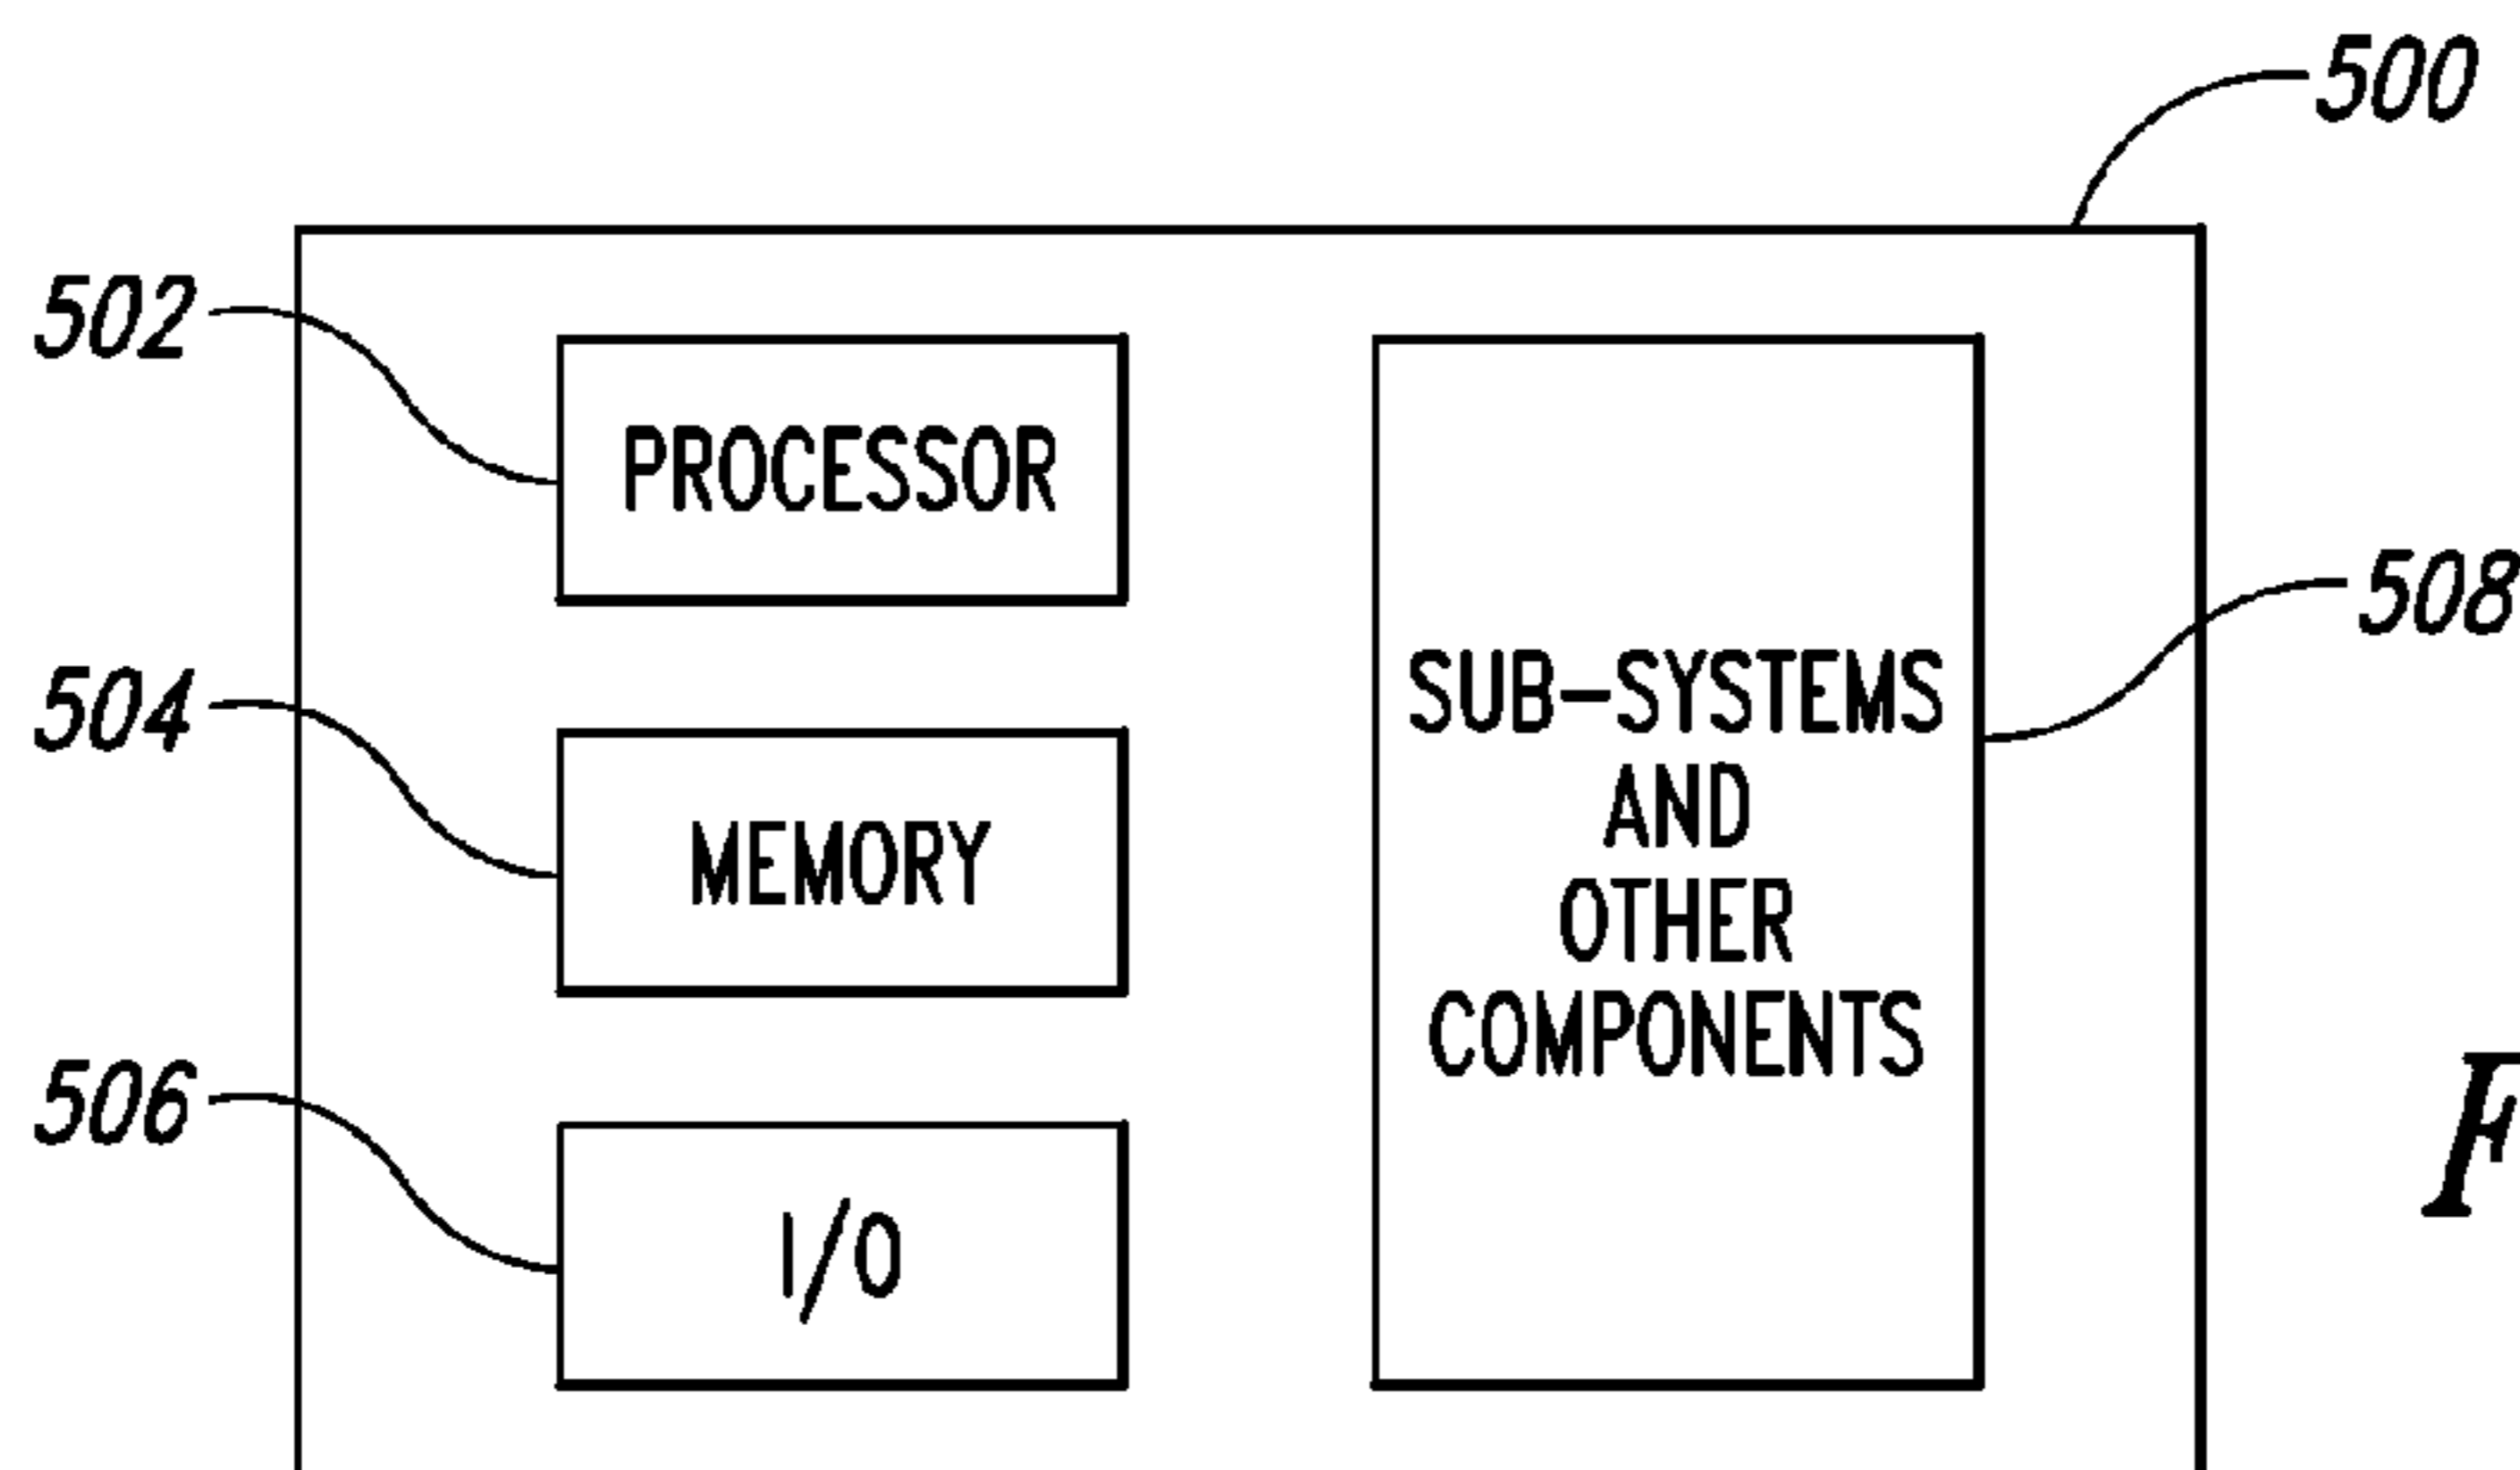 500
502
PROCESSOR
508
SUB-SYSTEMS
AND
OTHER
COMPONENTS
504
MEMORY
506
I/O
F